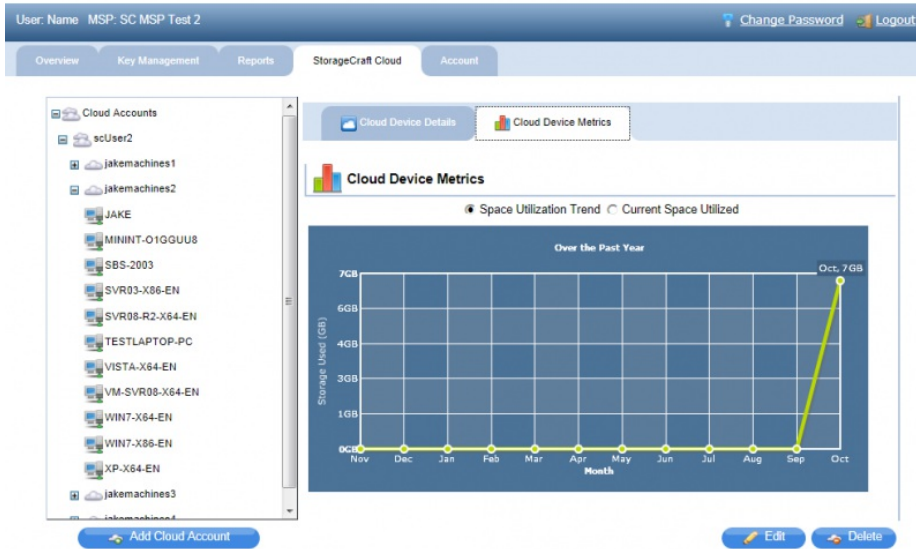 User: Name MSP: SC MSP Test 2
Change Password Logout
Overview Key Management Reports StorageCraft Cloud Account
Cloud Accounts
scUser2
jakemachines1
jakemachines2
JAKE
MININT-O1GGUU8
SBS-2003
SVR03-X86-EN
SVR08-R2-X64-EN
TESTLAPTOP-PC
VISTA-X64-EN
VM-SVR08-X64-EN
WIN7-X64-EN
WIN7-X86-EN
XP-X64-EN
jakemachines3
jakemachines4
Add Cloud Account
Cloud Device Details Cloud Device Metrics
Cloud Device Metrics
Space Utilization Trend Current Space Utilized
Over the Past Year
Oct, 7GB
7GB
6GB
4GB
3GB
1GB
0GB
Storage Used (GB)
Nov Dec Jan Feb Mar Apr May Jun Jul Aug Sep Oct
Month
Edit Delete